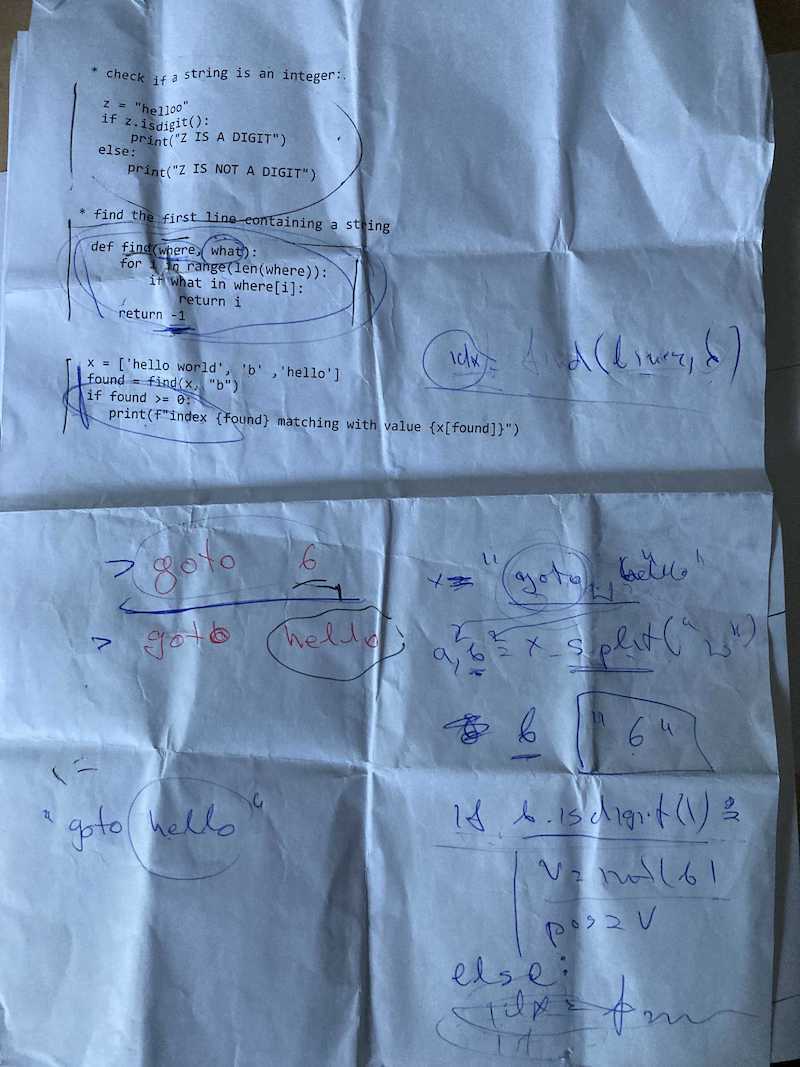 * check if a string is an integer:.
z = "helloo"
if z.isdigit():
print("Z IS A DIGIT")
else:
print("Z IS NOT A DIGIT")
* find the first line containing a string
def find(where, what):
for i in range(len(where)):
if what in where[i]:
return i
return -1
x = ['hello world', 'b' ,'hello']
found = find(x, "b")
if found >= 0:
print(f"index {found} matching with value {x[found]}")
idx = find(lines, b)
> goto 6
> goto hello
x = "goto hello"
a, b = x.split(" ")
b "6"
"goto hello"
if b.isdigit():
v = int(b)
pos = v
else:
idx =